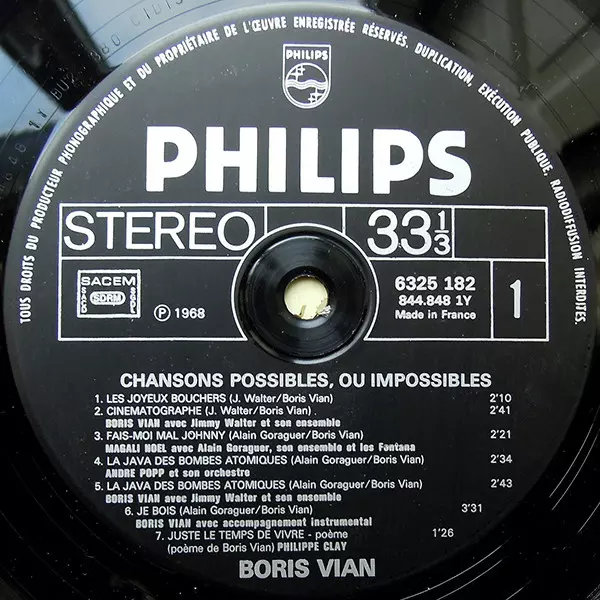 TOUS DROITS DU PRODUCTEUR PHONOGRAPHIQUE ET DU PROPRIÉTAIRE DE L'ŒUVRE ENREGISTRÉE RÉSERVÉS. DUPLICATION, EXÉCUTION PUBLIQUE, RADIODIFFUSION INTERDITES.
PHILIPS
PHILIPS
STEREO 33⅓
SACEM
SACD SDRM SGDL
Ⓟ 1968
6325 182
844.848 1Y
Made in France
1
CHANSONS POSSIBLES, OU IMPOSSIBLES
1. LES JOYEUX BOUCHERS (J. Walter/Boris Vian) 2'10
2. CINEMATOGRAPHE (J. Walter/Boris Vian) 2'41
BORIS VIAN avec Jimmy Walter et son ensemble
3. FAIS-MOI MAL JOHNNY (Alain Goraguer/Boris Vian) 2'21
MAGALI NOEL avec Alain Goraguer, son ensemble et les Fontana
4. LA JAVA DES BOMBES ATOMIQUES (Alain Goraguer/Boris Vian) 2'34
ANDRE POPP et son orchestre
5. LA JAVA DES BOMBES ATOMIQUES (Alain Goraguer/Boris Vian) 2'43
BORIS VIAN avec Jimmy Walter et son ensemble
6. JE BOIS (Alain Goraguer/Boris Vian) 3'31
BORIS VIAN avec accompagnement instrumental
7. JUSTE LE TEMPS DE VIVRE - poème 1'26
(poème de Boris Vian) PHILIPPE CLAY
BORIS VIAN